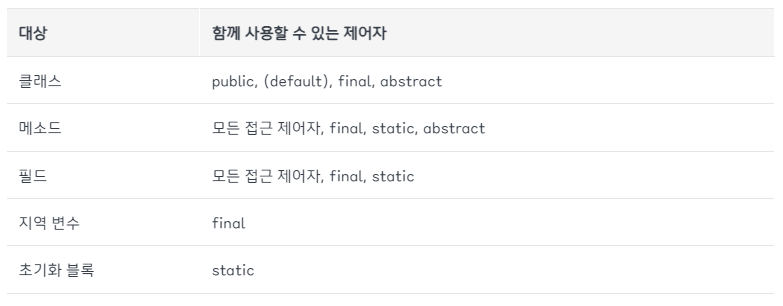 대상 함께 사용할 수 있는 제어자
클래스 public, (default), final, abstract
메소드 모든 접근 제어자, final, static, abstract
필드 모든 접근 제어자, final, static
지역 변수 final
초기화 블록 static